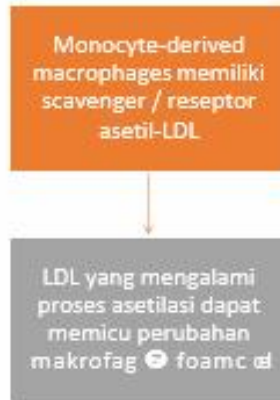 Monocyte-derived
macrophages memiliki
scavenger / reseptor
asetil-LDL
LDL yang mengalami
proses asetilasi dapat
memicu perubahan
makrofag